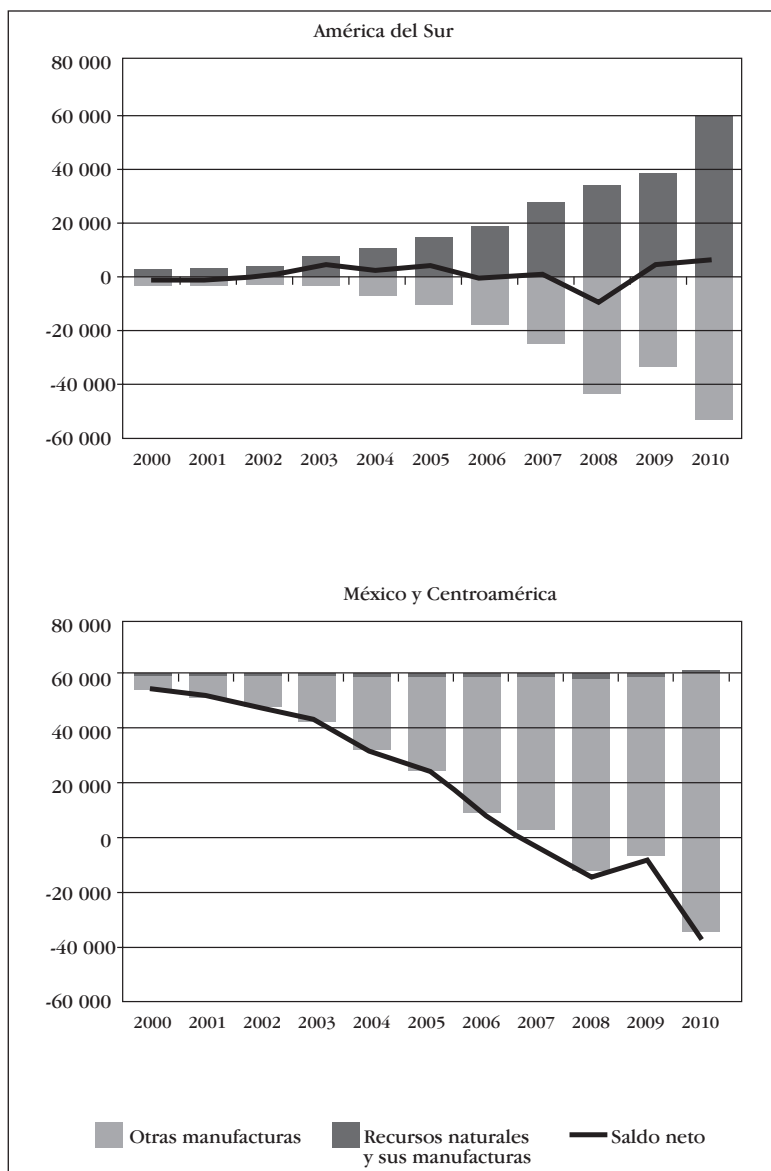 América del Sur
80 000
60 000
40 000
20 000
0
-20 000
-40 000
-60 000
2000 2001 2002 2003 2004 2005 2006 2007 2008 2009 2010
México y Centroamérica
80 000
60 000
40 000
20 000
0
-20 000
-40 000
-60 000
2000 2001 2002 2003 2004 2005 2006 2007 2008 2009 2010
Otras manufacturas Recursos naturales Saldo neto
y sus manufacturas